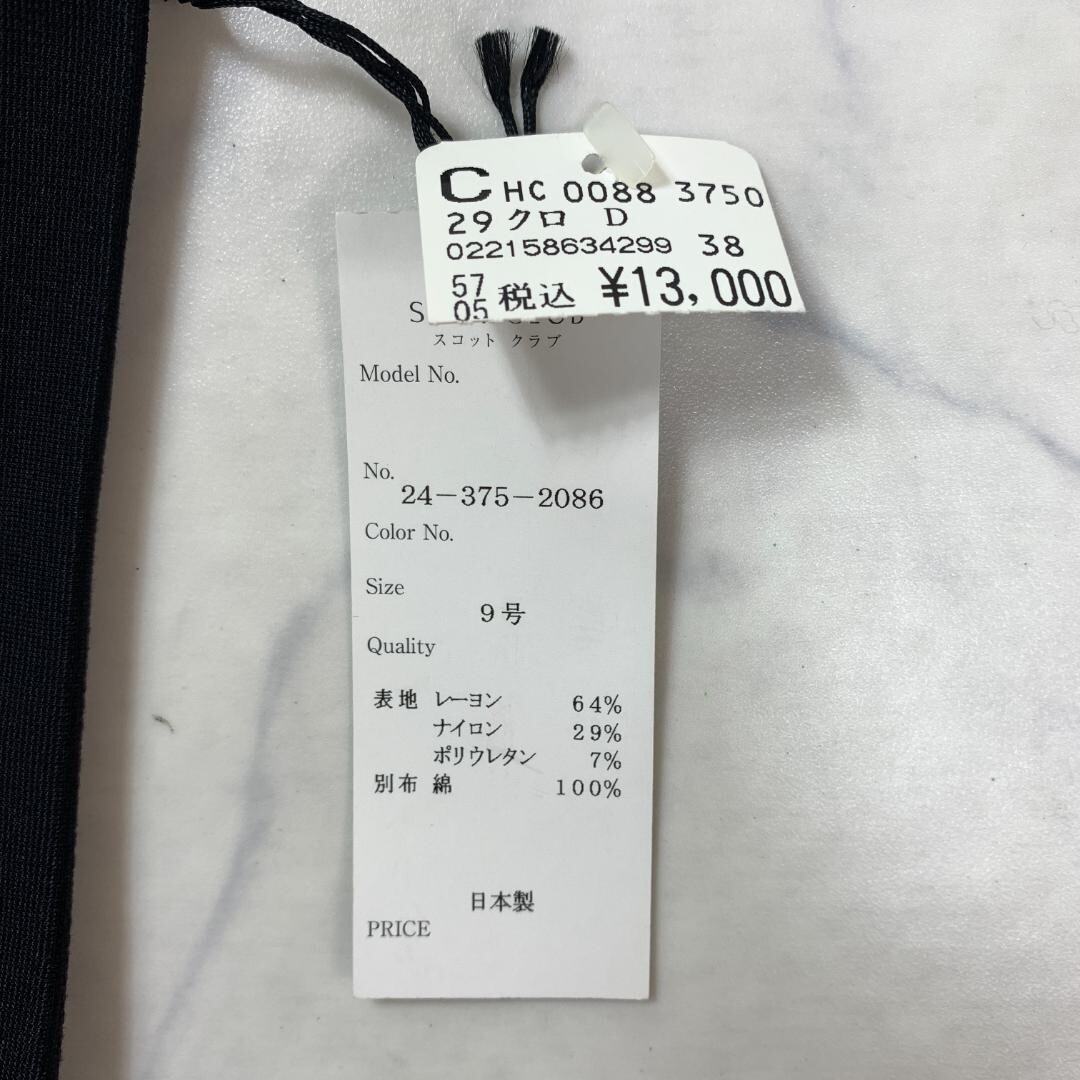 C HC 0088 3750
29 クロ D
022158634299 38
57
05 税込 ¥13,000
スコット クラブ
Model No.
No.
24-375-2086
Color No.
Size
9号
Quality
表地 レーヨン 64%
ナイロン 29%
ポリウレタン 7%
別布 綿 100%
日本製
PRICE